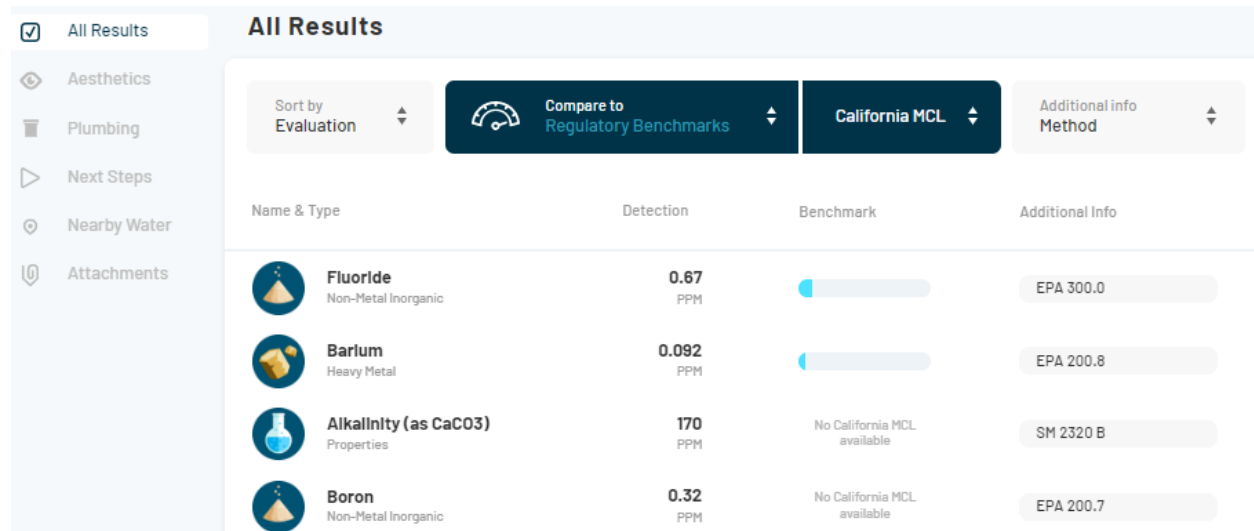 All Results
Aesthetics
Plumbing
Next Steps
Nearby Water
Attachments
All Results
Sort by
Evaluation
Compare to
Regulatory Benchmarks
California MCL
Additional info
Method
Name & Type Detection Benchmark Additional Info
Fluoride
Non-Metal Inorganic
0.67
PPM
EPA 300.0
Barium
Heavy Metal
0.092
PPM
EPA 200.8
Alkalinity (as CaCO3)
Properties
170
PPM
No California MCL
available
SM 2320 B
Boron
Non-Metal Inorganic
0.32
PPM
No California MCL
available
EPA 200.7